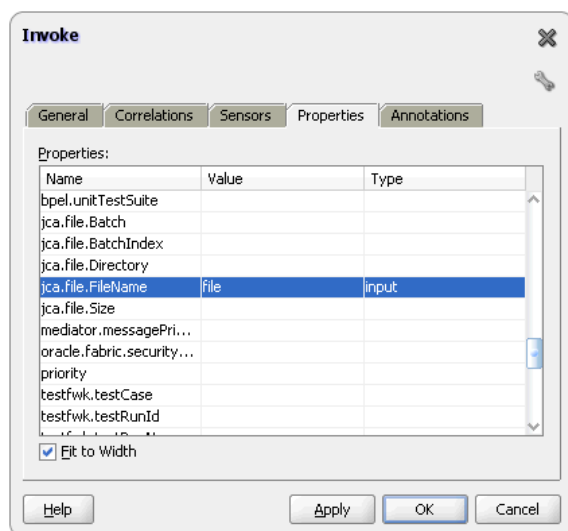 Invoke
General Correlations Sensors Properties Annotations
Properties:
Name Value Type
bpel.unitTestSuite
jca.file.Batch
jca.file.BatchIndex
jca.file.Directory
jca.file.FileName file input
jca.file.Size
mediator.messagePri...
oracle.fabric.security...
priority
testfwk.testCase
testfwk.testRunId
Fit to Width
Help Apply OK Cancel